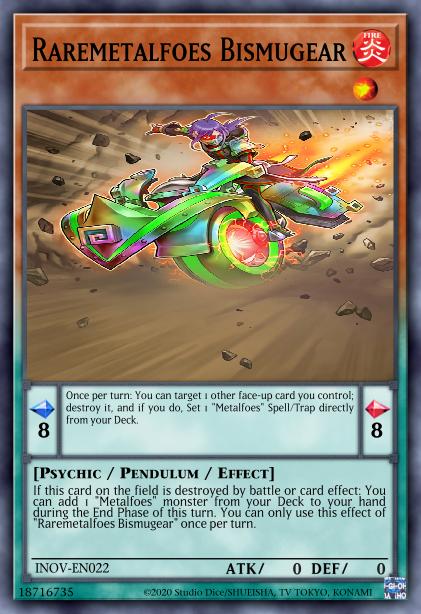 RAREMETALFOES BISMUGEAR
FIRE
炎
Once per turn: You can target 1 other face-up card you control;
destroy it, and if you do, Set 1 "Metalfoes" Spell/Trap directly
from your Deck.
8
8
[PSYCHIC / PENDULUM / EFFECT]
If this card on the field is destroyed by battle or card effect: You
can add 1 "Metalfoes" monster from your Deck to your hand
during the End Phase of this turn. You can only use this effect of
"Raremetalfoes Bismugear" once per turn.
INOV-EN022
ATK/ 0 DEF/ 0
18716735
©2020 Studio Dice/SHUEISHA, TV TOKYO, KONAMI